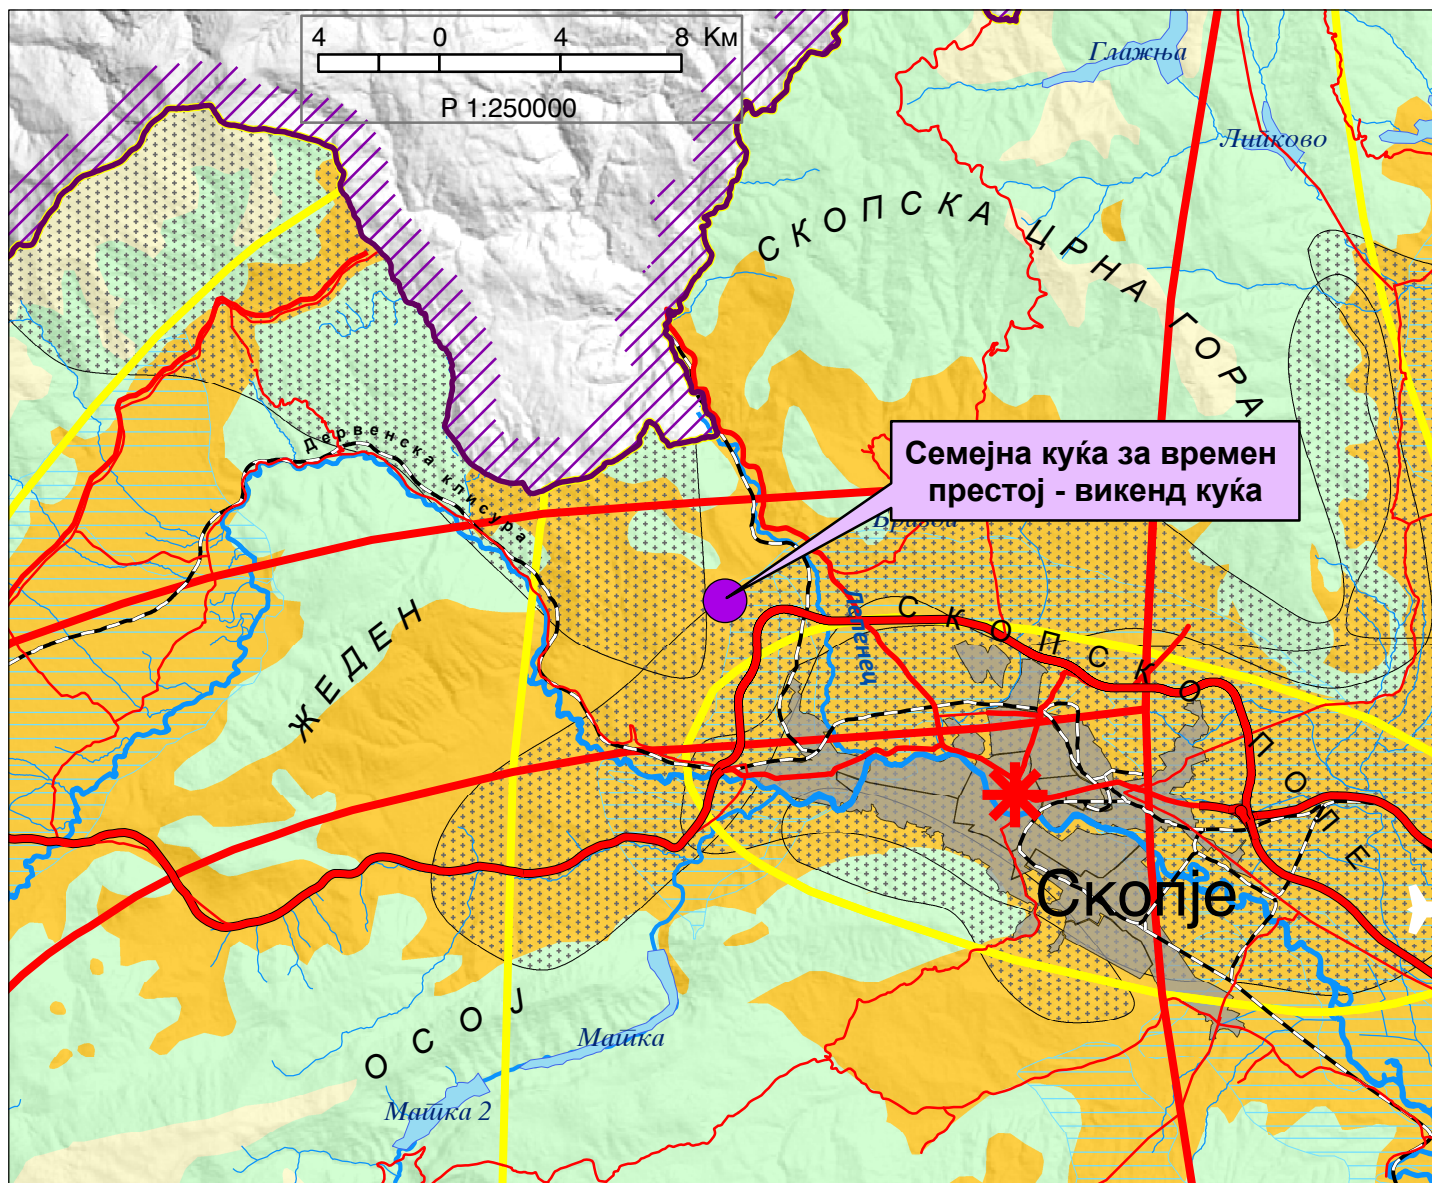 4 0 4 8 Км
Р 1:250000
Глажња
Липково
СКОПСКА ЦРНА ГОРА
Дервенска клисура
Семејна куќа за времен
престој - викенд куќа
Лепенец
СКОПСКО ПОЛЕ
ЖЕДЕН
Скопје
ОСОЈ
Матка
Матка 2